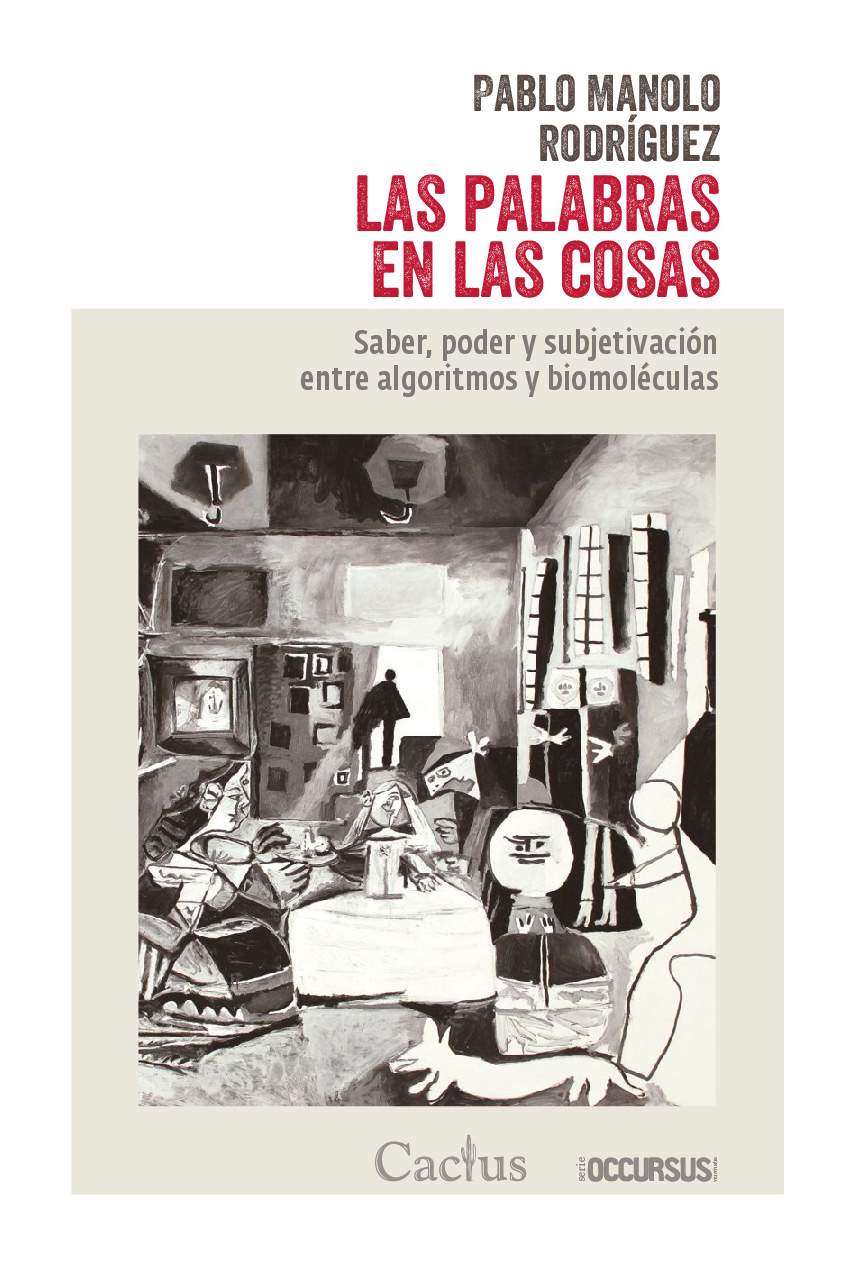 PABLO MANOLO
RODRÍGUEZ
LAS PALABRAS
EN LAS COSAS
Saber, poder y subjetivación
entre algoritmos y biomoléculas
Cactus
serie OCCURSUS